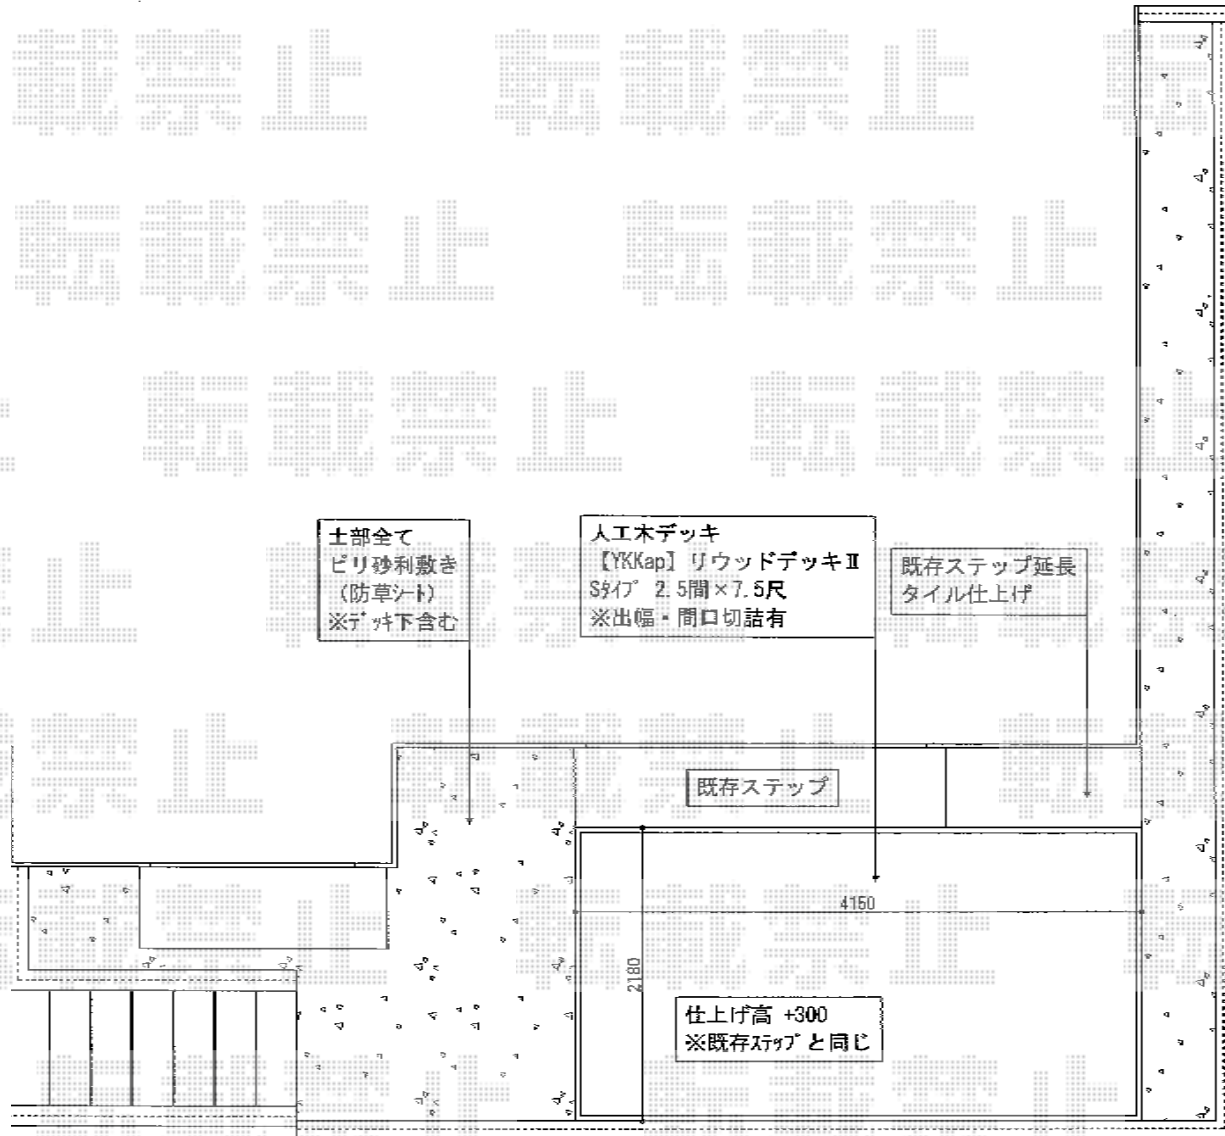 転載禁止
土部全て
ピリ砂利敷き
(防草シート)
※デッキ下含む
人工木デッキ
【YKKap】リウッドデッキⅡ
Sタイプ 2.5間×7.5尺
※出幅・間口切詰有
既存ステップ延長
タイル仕上げ
既存ステップ
4150
2180
仕上げ高 +300
※既存ステップと同じ